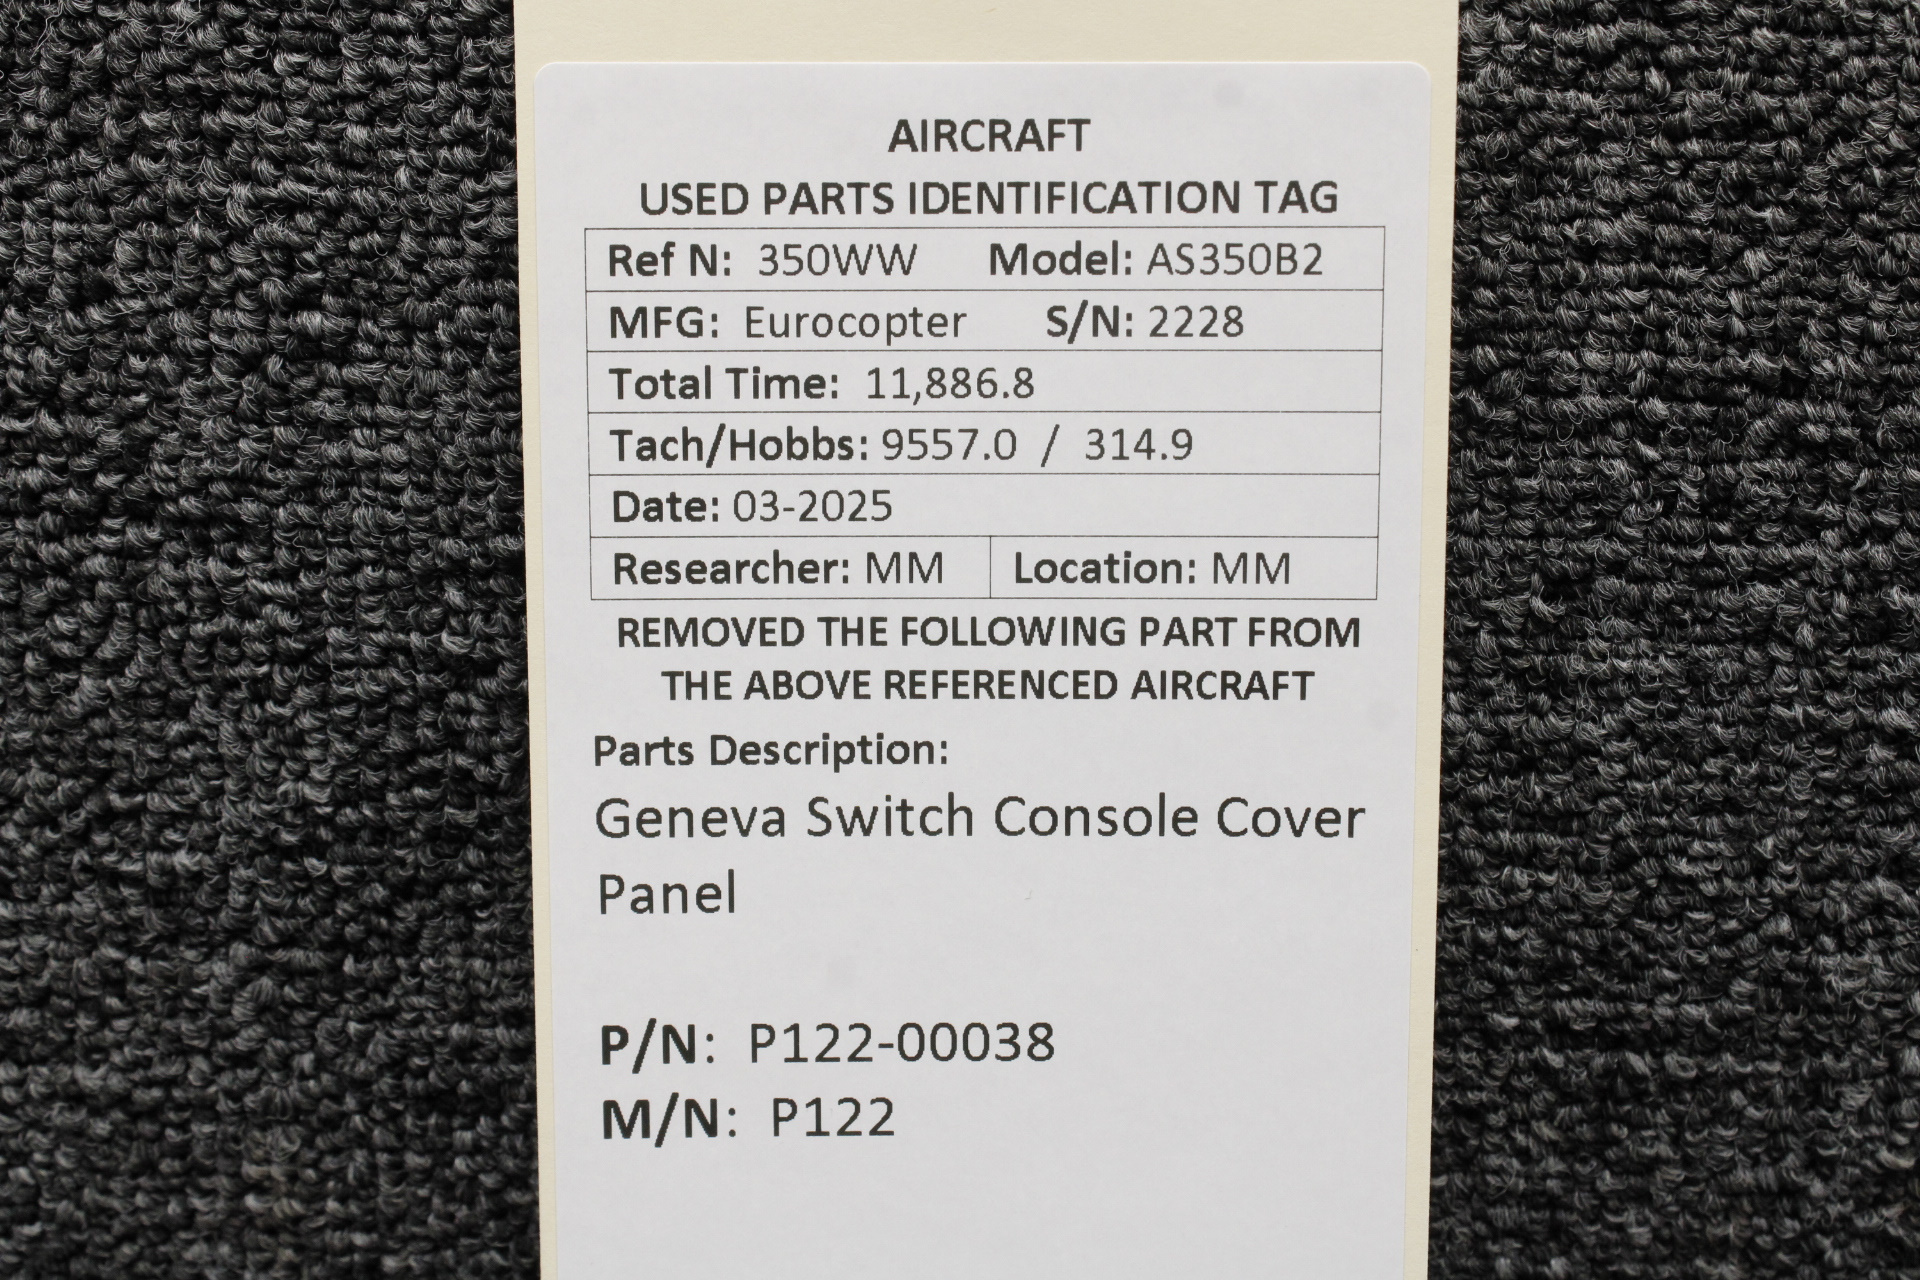 AIRCRAFT
USED PARTS IDENTIFICATION TAG
Ref N: 350WW Model: AS350B2
MFG: Eurocopter S/N: 2228
Total Time: 11,886.8
Tach/Hobbs: 9557.0 / 314.9
Date: 03-2025
Researcher: MM Location: MM
REMOVED THE FOLLOWING PART FROM
THE ABOVE REFERENCED AIRCRAFT
Parts Description:
Geneva Switch Console Cover
Panel
P/N: P122-00038
M/N: P122